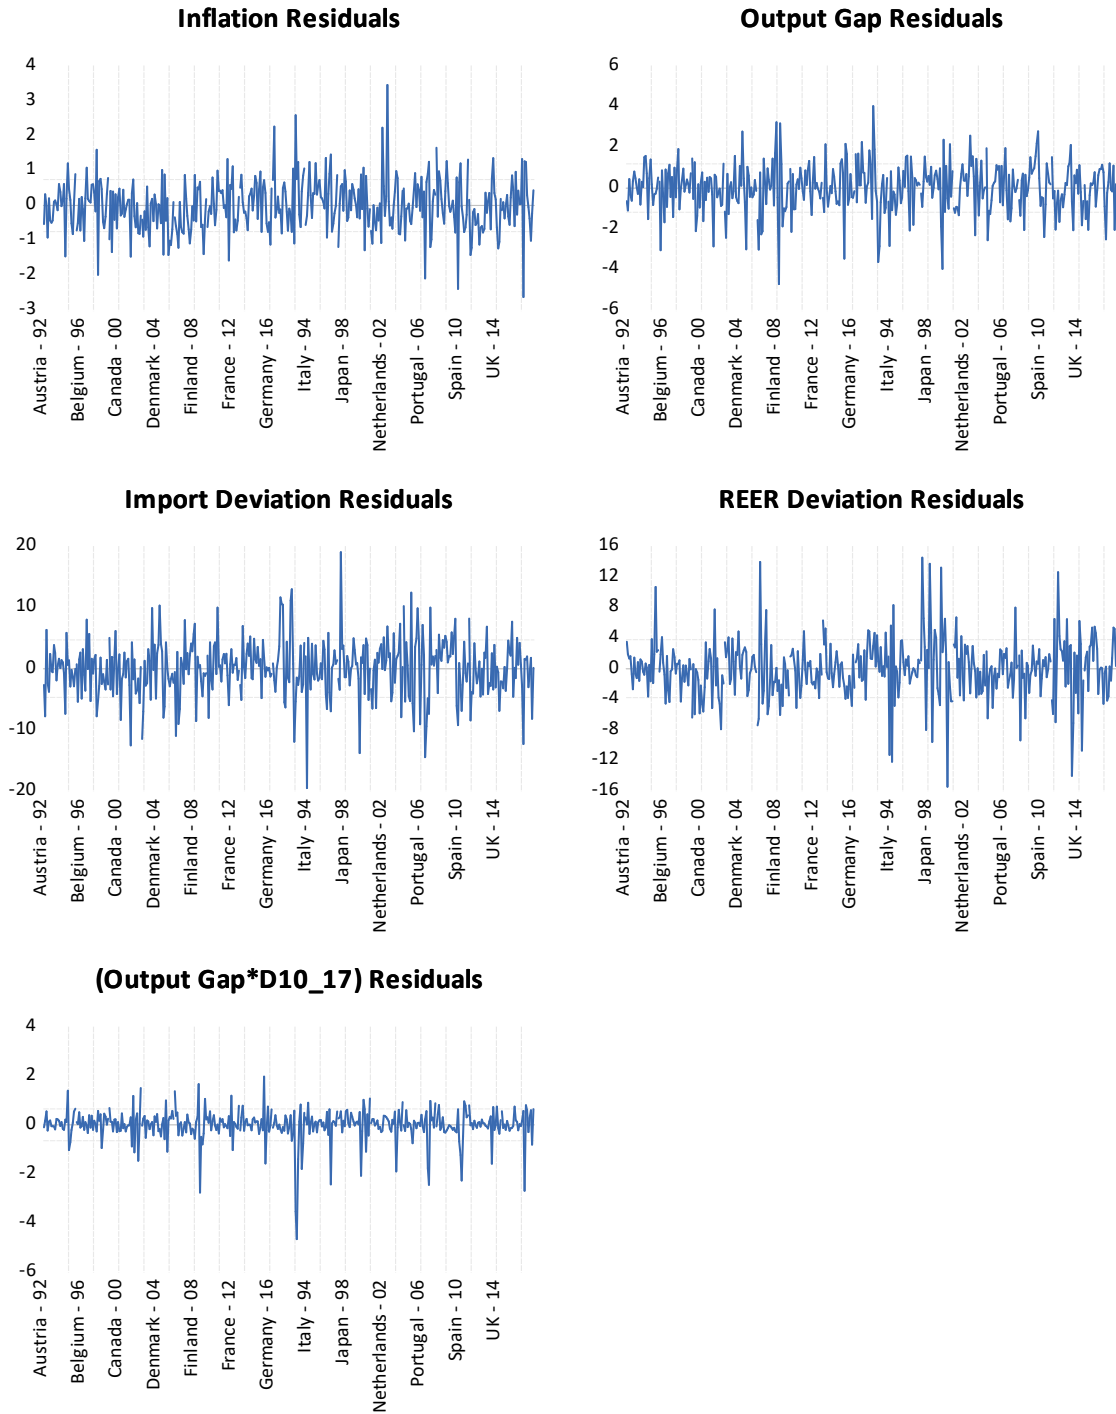 Inflation Residuals
4
3
2
1
0
-1
-2
-3
Austria - 92
Belgium - 96
Canada - 00
Denmark - 04
Finland - 08
France - 12
Germany - 16
Italy - 94
Japan - 98
Netherlands - 02
Portugal - 06
Spain - 10
UK - 14
Output Gap Residuals
6
4
2
0
-2
-4
-6
Austria - 92
Belgium - 96
Canada - 00
Denmark - 04
Finland - 08
France - 12
Germany - 16
Italy - 94
Japan - 98
Netherlands - 02
Portugal - 06
Spain - 10
UK - 14
Import Deviation Residuals
20
10
0
-10
-20
Austria - 92
Belgium - 96
Canada - 00
Denmark - 04
Finland - 08
France - 12
Germany - 16
Italy - 94
Japan - 98
Netherlands - 02
Portugal - 06
Spain - 10
UK - 14
REER Deviation Residuals
16
12
8
4
0
-4
-8
-12
-16
Austria - 92
Belgium - 96
Canada - 00
Denmark - 04
Finland - 08
France - 12
Germany - 16
Italy - 94
Japan - 98
Netherlands - 02
Portugal - 06
Spain - 10
UK - 14
(Output Gap*D10_17) Residuals
4
2
0
-2
-4
-6
Austria - 92
Belgium - 96
Canada - 00
Denmark - 04
Finland - 08
France - 12
Germany - 16
Italy - 94
Japan - 98
Netherlands - 02
Portugal - 06
Spain - 10
UK - 14